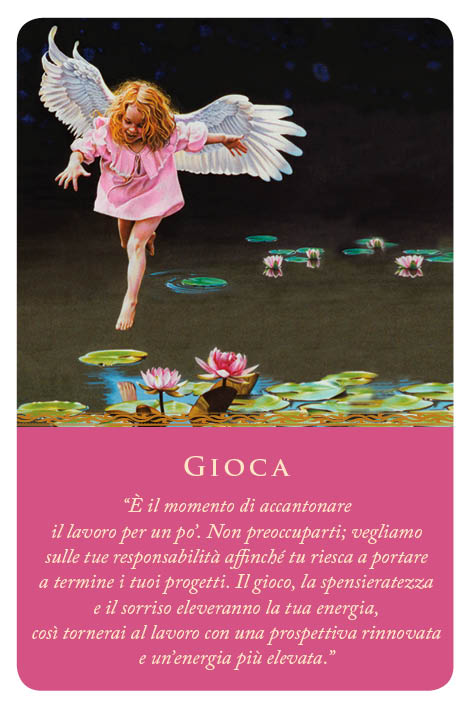 GIOCA
“È il momento di accantonare
il lavoro per un po’. Non preoccuparti; vegliamo
sulle tue responsabilità affinché tu riesca a portare
a termine i tuoi progetti. Il gioco, la spensieratezza
e il sorriso eleveranno la tua energia,
così tornerai al lavoro con una prospettiva rinnovata
e un’energia più elevata.”